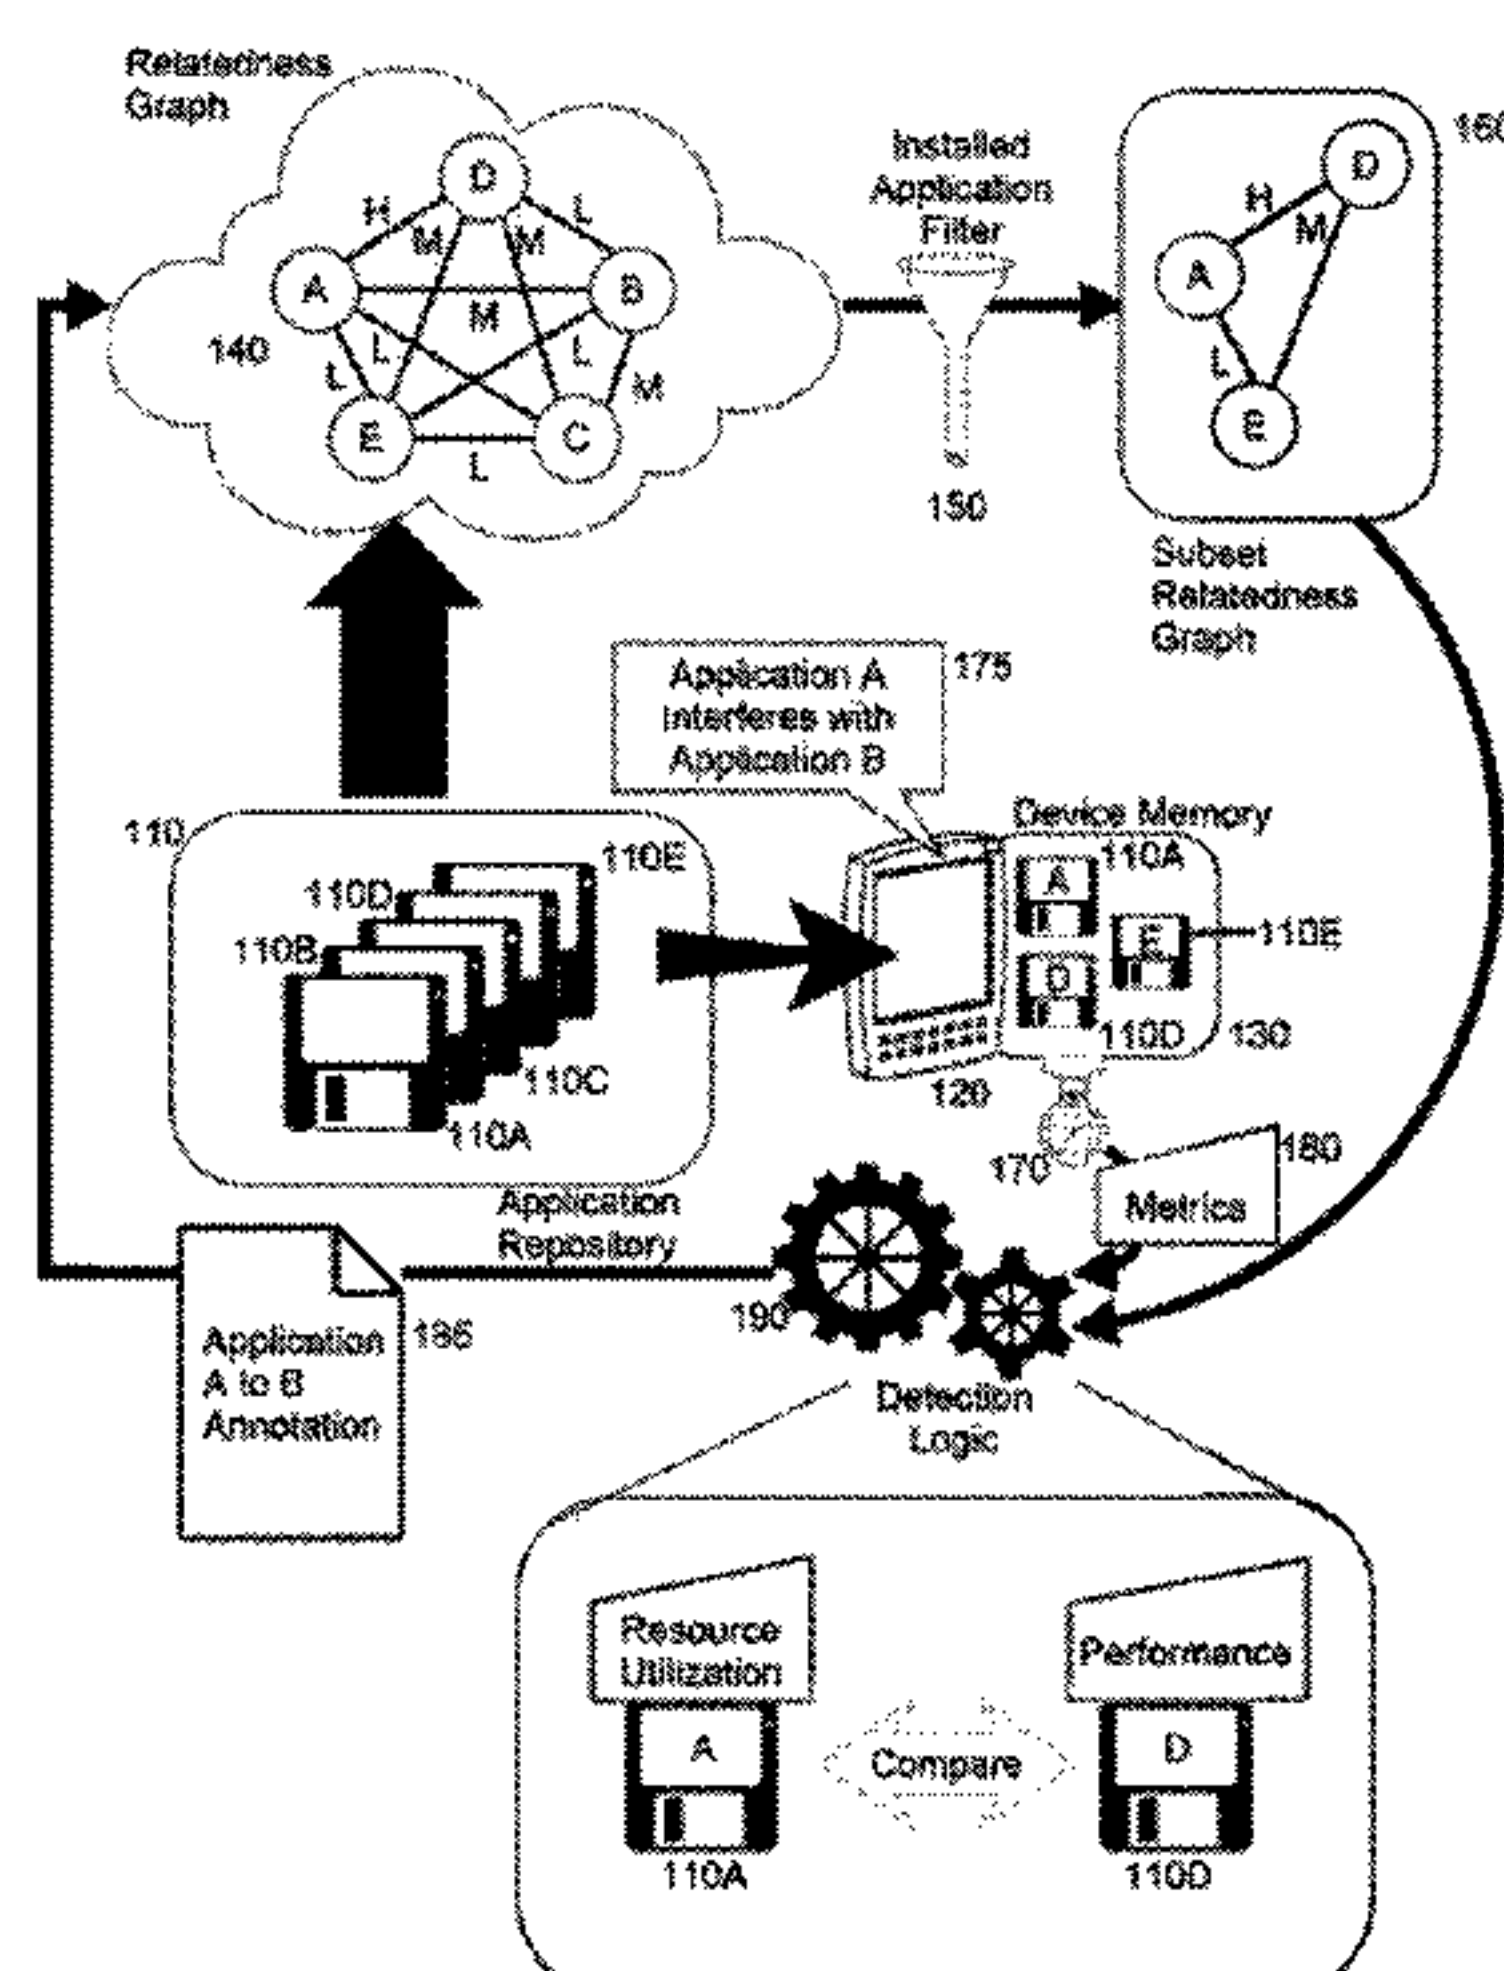 Relatedness
Graph
D
H
L
M
M
A
B
M
140
L
L
L
M
E
C
L
Installed
Application
Filter
150
160
D
H
M
A
L
E
Subset
Relatedness
Graph
Application A
Interferes with
Application B
175
110
110E
110D
110B
110C
110A
Application
Repository
Device Memory
110A
A
E
110E
D
110D
130
120
170
180
Metrics
190
Detection
Logic
Application
A to B
Annotation
195
Resource
Utilization
Performance
A
Compare
D
110A
110D